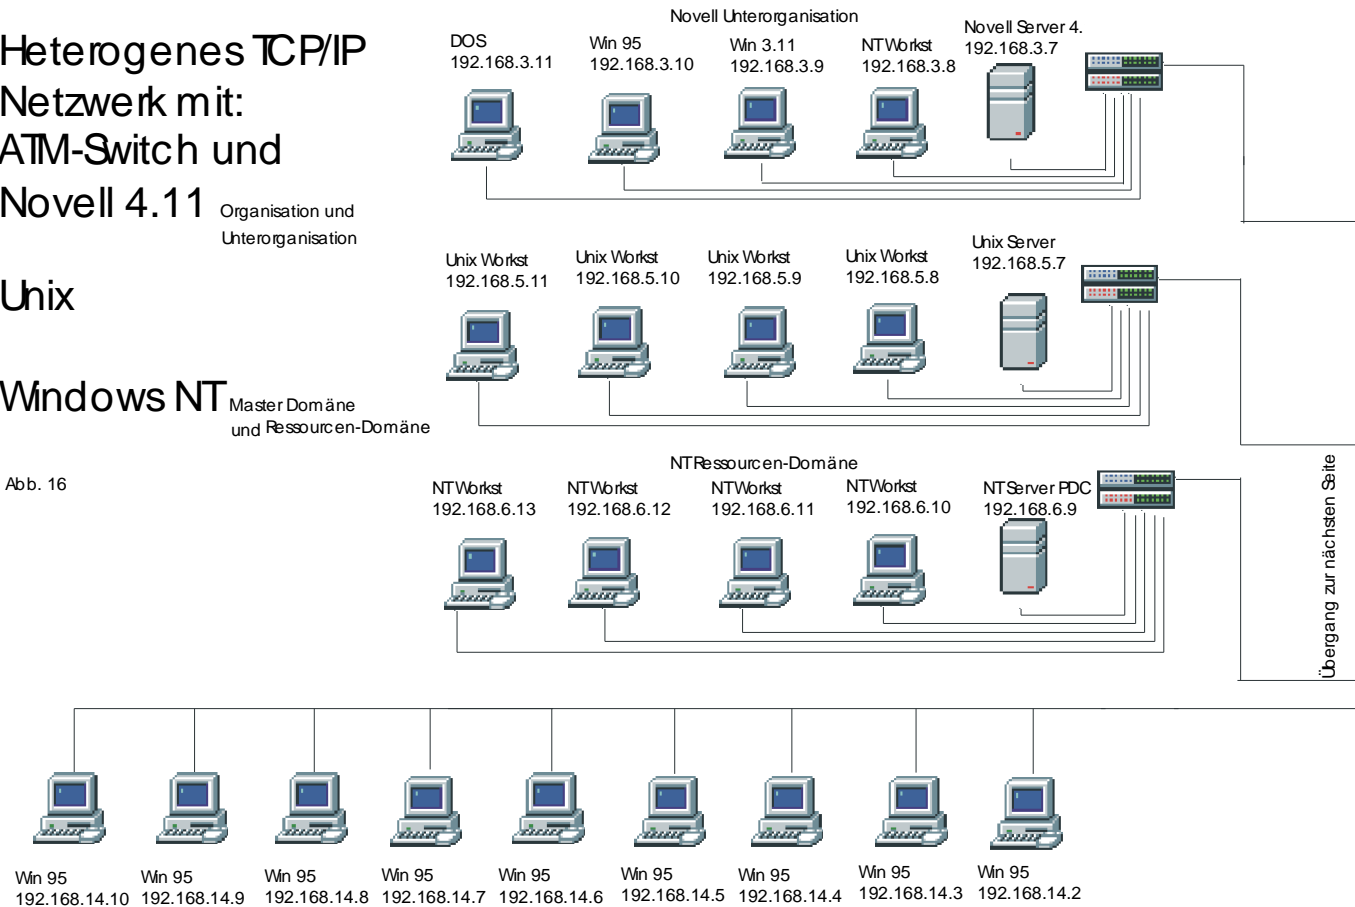 Heterogenes TCP/IP
Netzwerk mit:
ATM-Switch und
Novell 4.11 Organisation und
Unterorganisation
Unix
Windows NT Master Domäne
und Ressourcen-Domäne
Abb. 16
Novell Unterorganisation
DOS
192.168.3.11
Win 95
192.168.3.10
Win 3.11
192.168.3.9
NT Workst
192.168.3.8
Novell Server 4.
192.168.3.7
Unix Workst
192.168.5.11
Unix Workst
192.168.5.10
Unix Workst
192.168.5.9
Unix Workst
192.168.5.8
Unix Server
192.168.5.7
NT Ressourcen-Domäne
NT Workst
192.168.6.13
NT Workst
192.168.6.12
NT Workst
192.168.6.11
NT Workst
192.168.6.10
NT Server PDC
192.168.6.9
Übergang zur nächsten Seite
Win 95
192.168.14.10
Win 95
192.168.14.9
Win 95
192.168.14.8
Win 95
192.168.14.7
Win 95
192.168.14.6
Win 95
192.168.14.5
Win 95
192.168.14.4
Win 95
192.168.14.3
Win 95
192.168.14.2